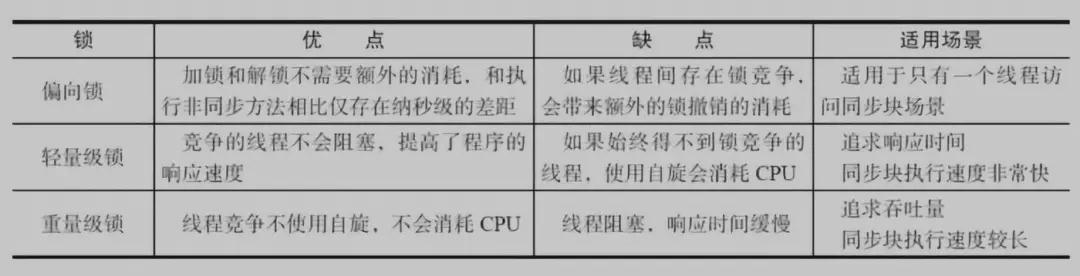 锁 优 点 缺 点 适用场景
偏向锁
加锁和解锁不需要额外的消耗，和执
行非同步方法相比仅存在纳秒级的差距
如果线程间存在锁竞争，
会带来额外的锁撤销的消耗
适用于只有一个线程访
问同步块场景
轻量级锁
竞争的线程不会阻塞，提高了程序的
响应速度
如果始终得不到锁竞争的
线程，使用自旋会消耗 CPU
追求响应时间
同步块执行速度非常快
重量级锁
线程竞争不使用自旋，不会消耗 CPU
线程阻塞，响应时间缓慢
追求吞吐量
同步块执行速度较长